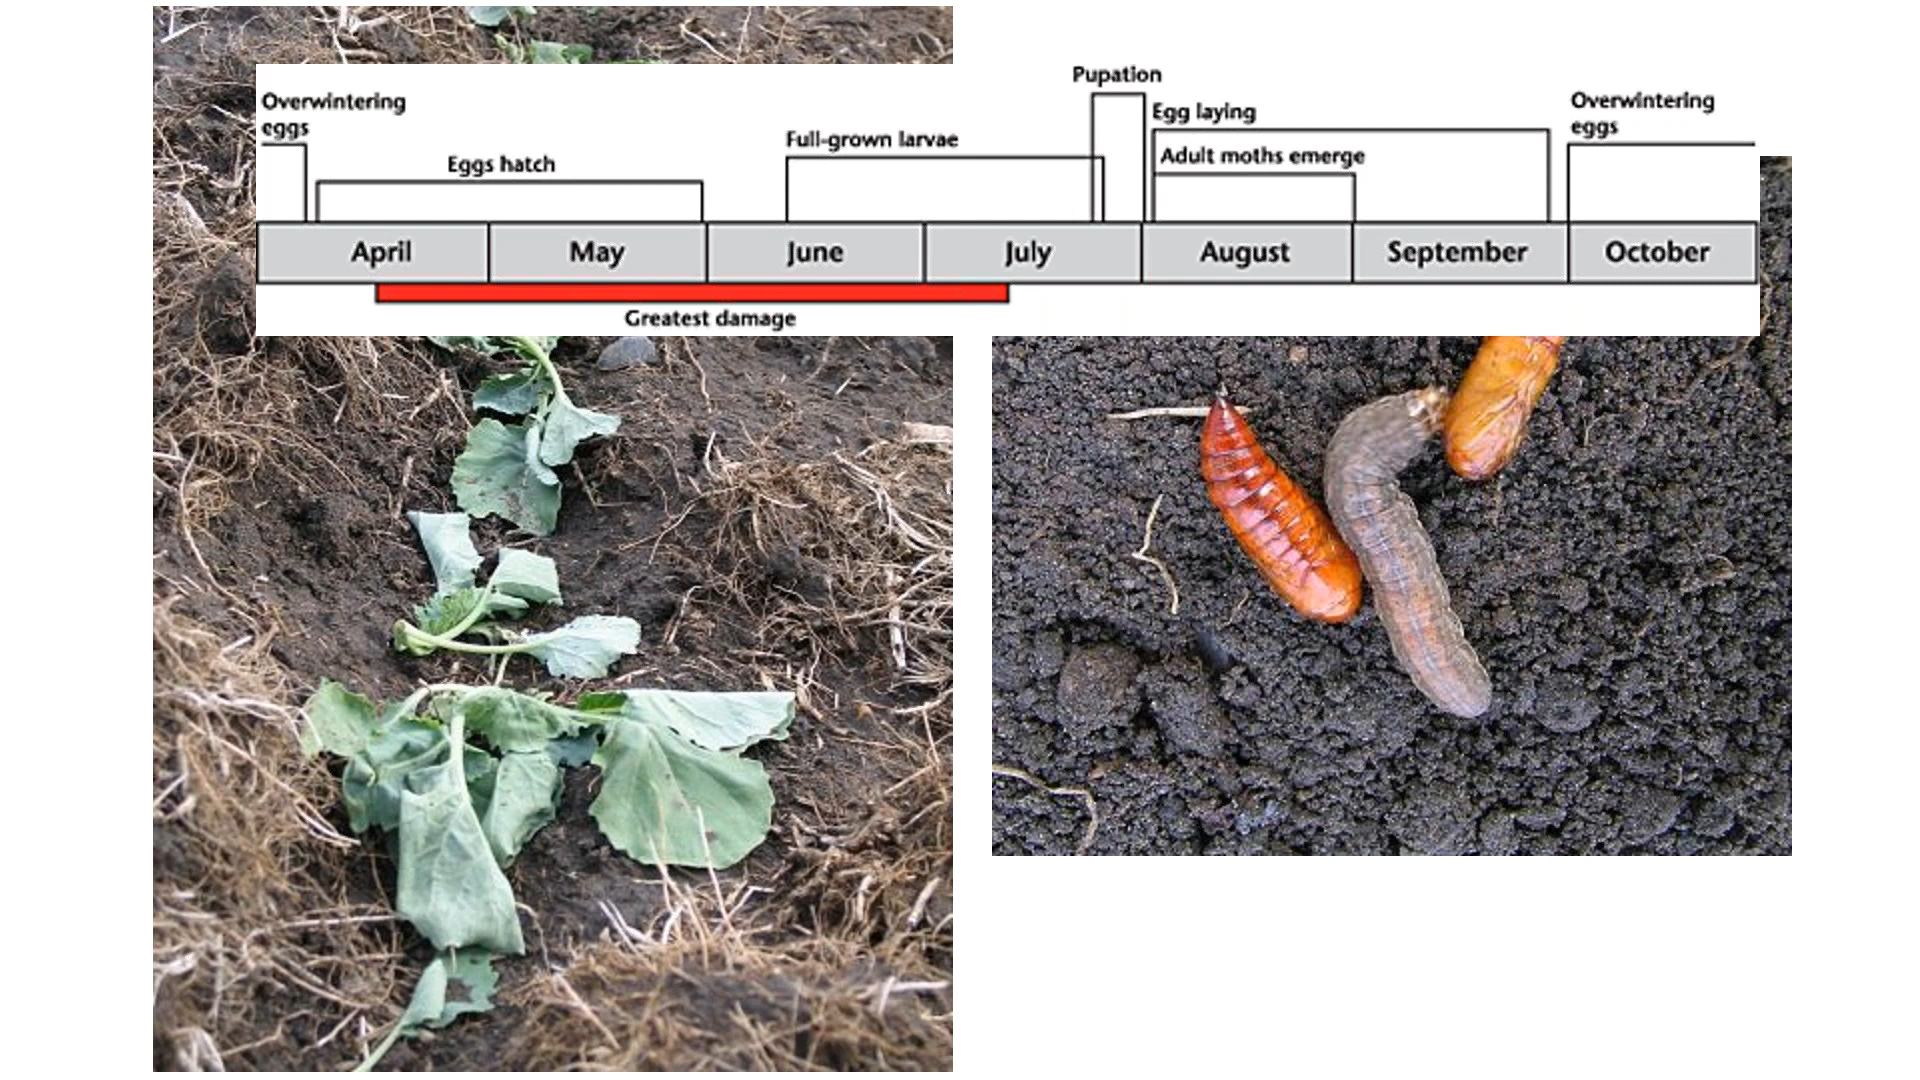 Pupation
Overwintering
eggs
Egg laying
Overwintering
eggs
Full-grown larvae
Adult moths emerge
Eggs hatch
April May June July August September October
Greatest damage